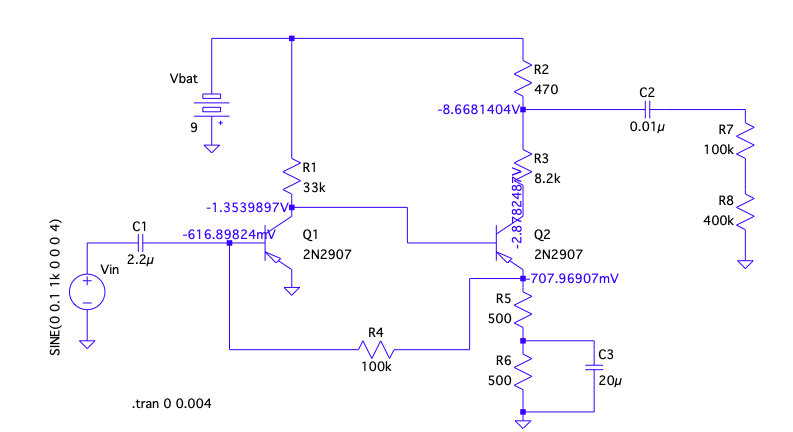 Vbat
9
+
R1
33k
R2
470
-8.6681404V
C2
0.01µ
R7
100k
R3
8.2k
-2.8782487V
R8
400k
-1.3539897V
-616.89824mV
C1
2.2µ
Q1
2N2907
Q2
2N2907
SINE(0 0.1 1k 0 0 0 4)
Vin
+
−
-707.96907mV
R5
500
R4
100k
R6
500
C3
20µ
.tran 0 0.004